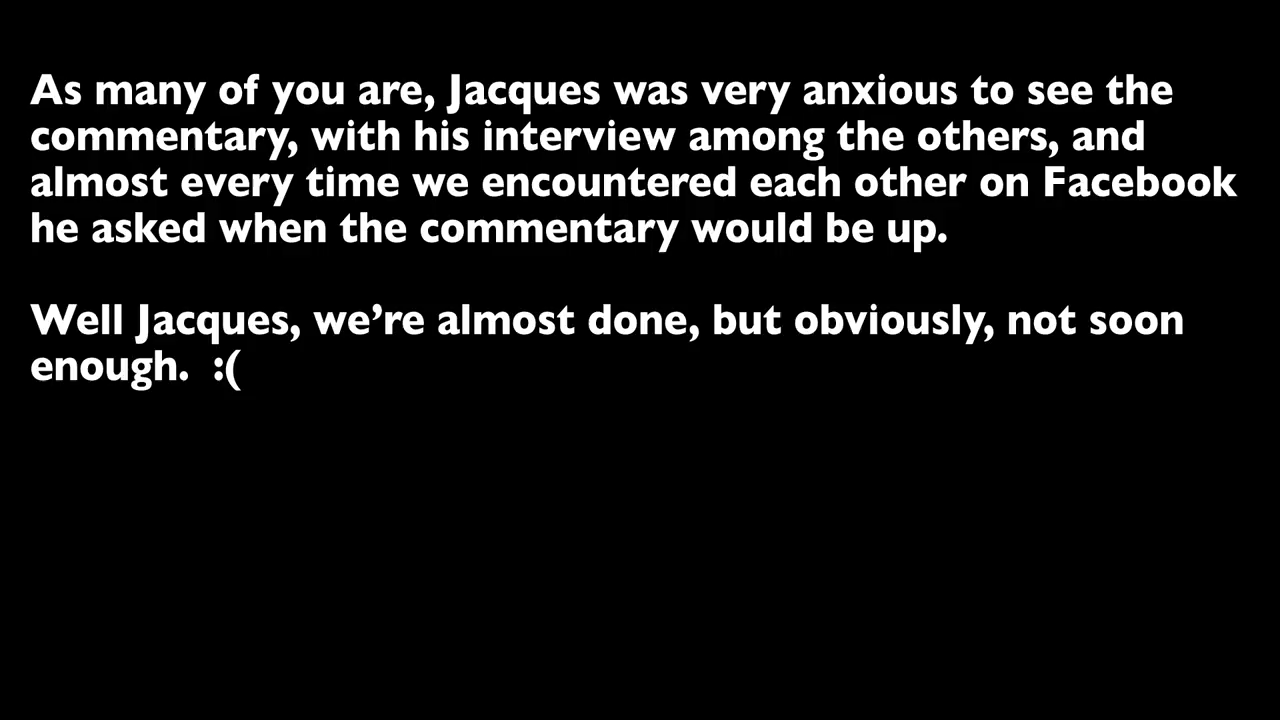 As many of you are, Jacques was very anxious to see the
commentary, with his interview among the others, and
almost every time we encountered each other on Facebook
he asked when the commentary would be up.
Well Jacques, we’re almost done, but obviously, not soon
enough.  :(